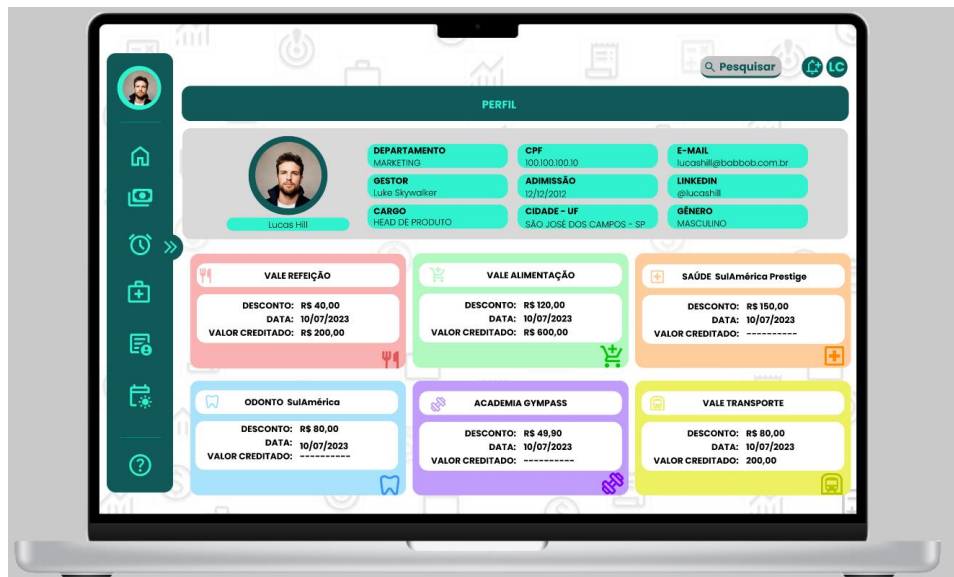 Pesquisar
LC
PERFIL
DEPARTAMENTO
MARKETING
CPF
100.100.100.10
E-MAIL
lucashill@babbob.com.br
GESTOR
Luke Skywalker
ADIMISSÃO
12/12/2012
LINKEDIN
@lucashill
CARGO
HEAD DE PRODUTO
CIDADE - UF
SÃO JOSÉ DOS CAMPOS - SP
GÊNERO
MASCULINO
Lucas Hill
VALE REFEIÇÃO
DESCONTO: R$ 40,00
DATA: 10/07/2023
VALOR CREDITADO: R$ 200,00
VALE ALIMENTAÇÃO
DESCONTO: R$ 120,00
DATA: 10/07/2023
VALOR CREDITADO: R$ 600,00
SAÚDE SulAmérica Prestige
DESCONTO: R$ 150,00
DATA: 10/07/2023
VALOR CREDITADO: ----------
ODONTO SulAmérica
DESCONTO: R$ 80,00
DATA: 10/07/2023
VALOR CREDITADO: ----------
ACADEMIA GYMPASS
DESCONTO: R$ 49,90
DATA: 10/07/2023
VALOR CREDITADO: ----------
VALE TRANSPORTE
DESCONTO: R$ 80,00
DATA: 10/07/2023
VALOR CREDITADO: 200,00